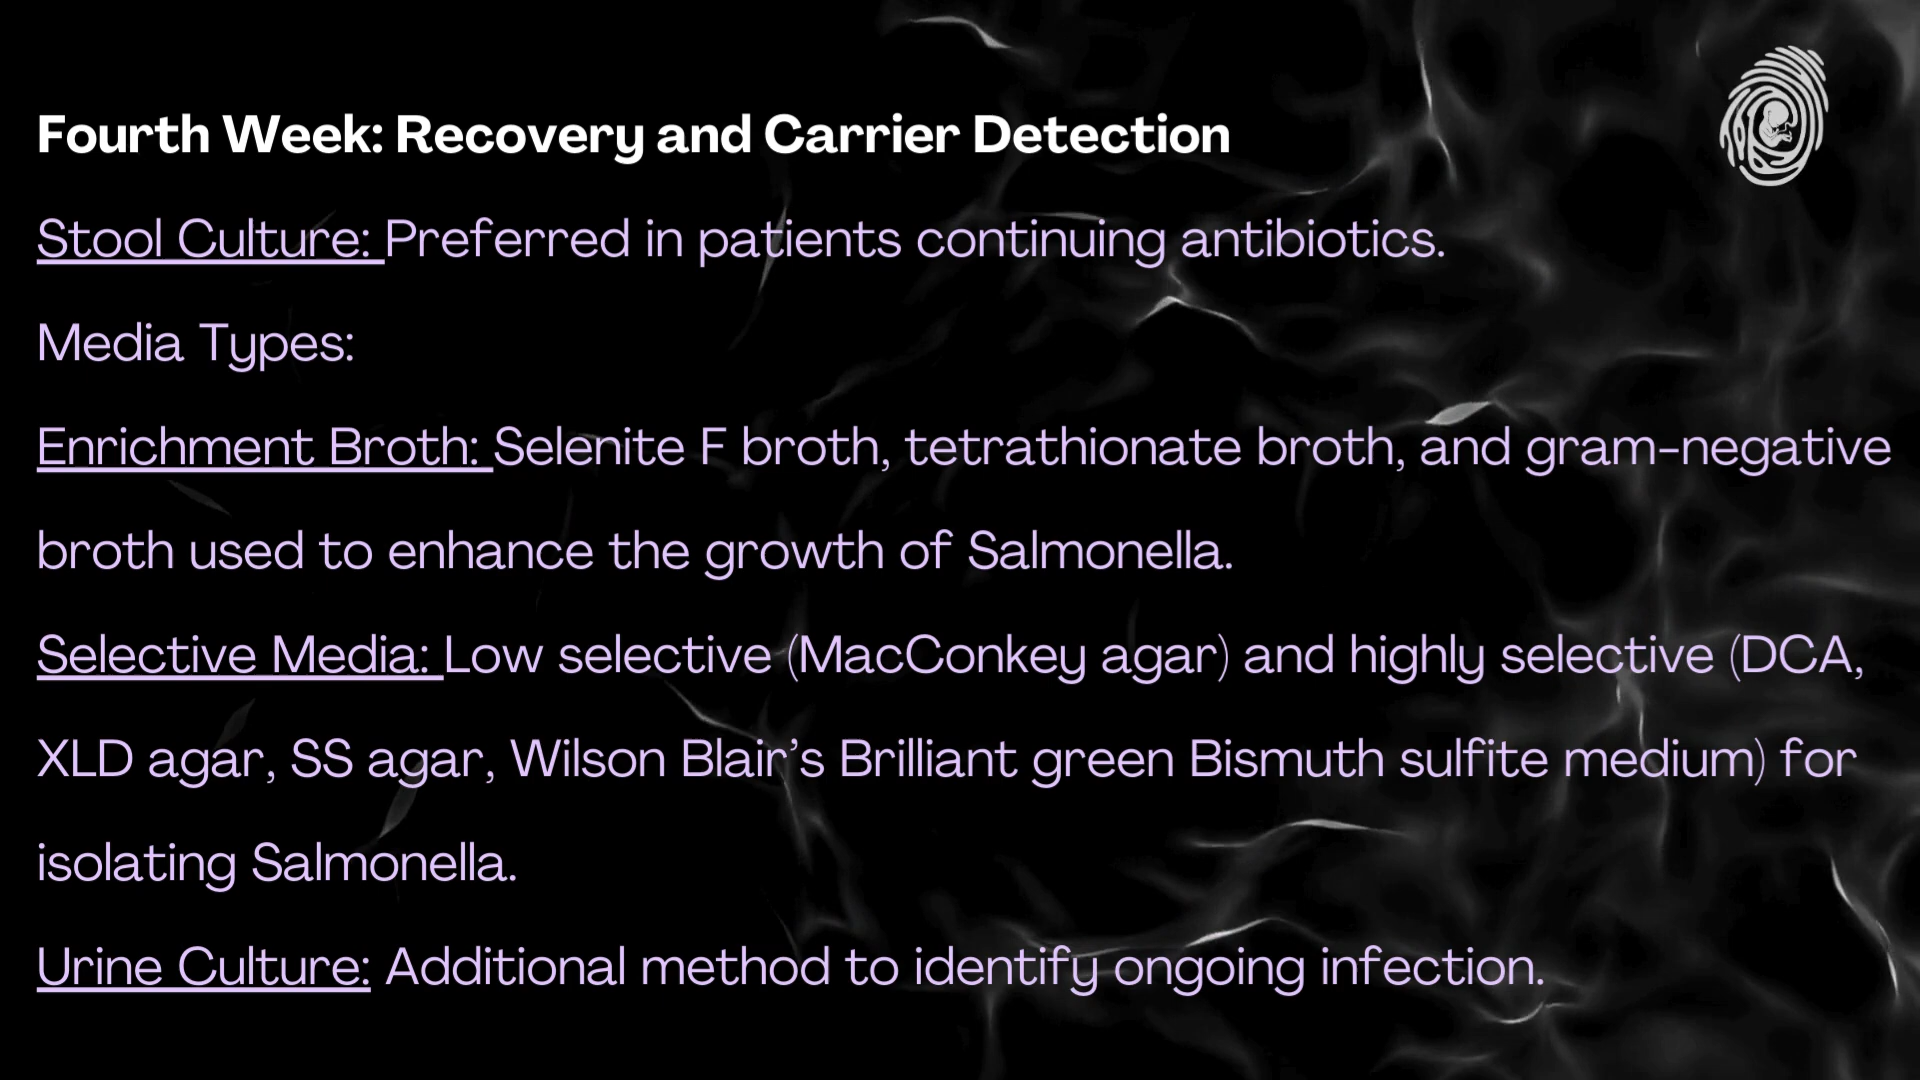 Fourth Week: Recovery and Carrier Detection
Stool Culture: Preferred in patients continuing antibiotics.
Media Types:
Enrichment Broth: Selenite F broth, tetrathionate broth, and gram-negative
broth used to enhance the growth of Salmonella.
Selective Media: Low selective (MacConkey agar) and highly selective (DCA,
XLD agar, SS agar, Wilson Blair’s Brilliant green Bismuth sulfite medium) for
isolating Salmonella.
Urine Culture: Additional method to identify ongoing infection.